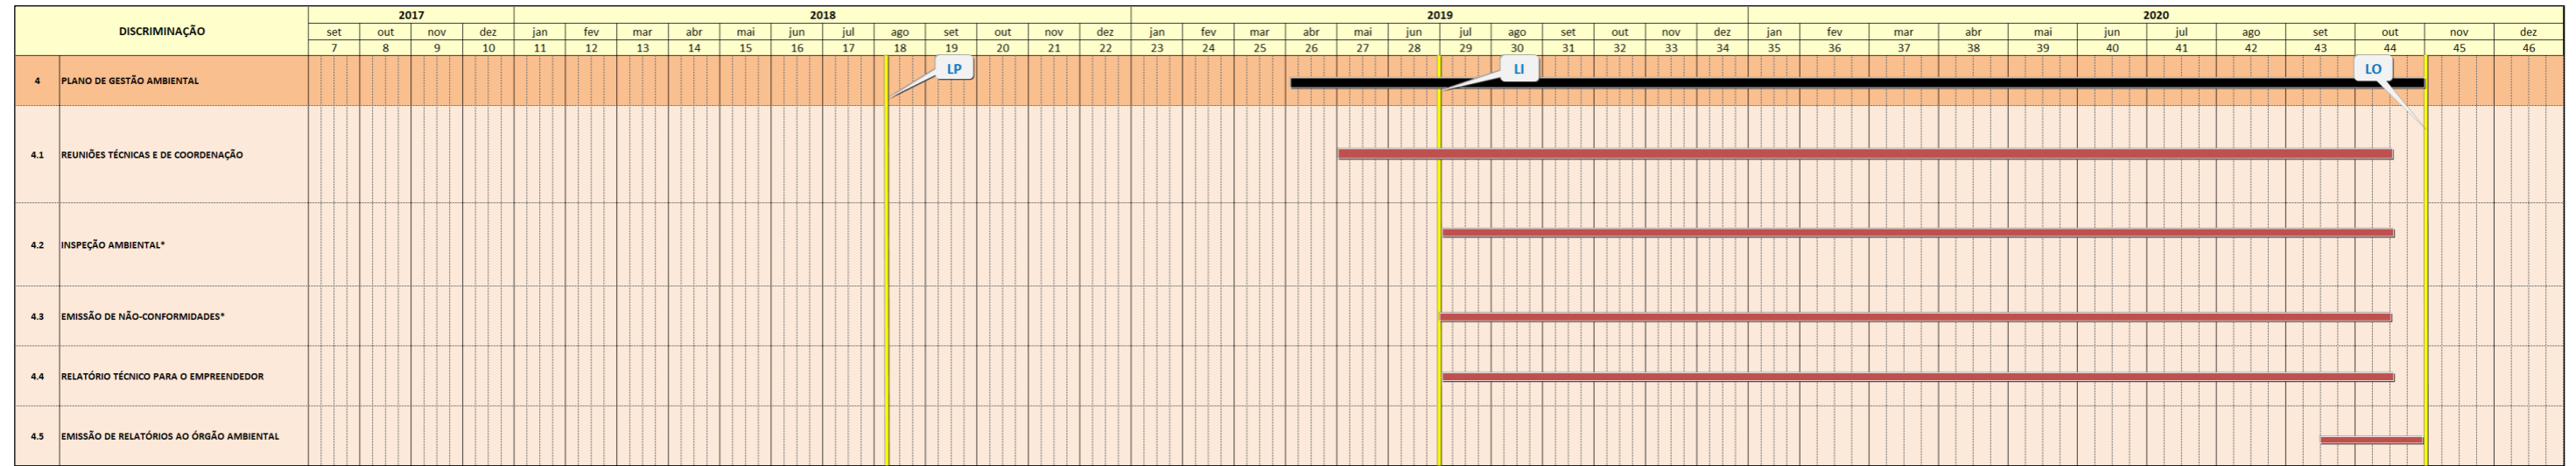 DISCRIMINAÇÃO
2017 2018 2019 2020
set out nov dez jan fev mar abr mai jun jul ago set out nov dez jan fev mar abr mai jun jul ago set out nov dez jan fev mar abr mai jun jul ago set out nov dez
7 8 9 10 11 12 13 14 15 16 17 18 19 20 21 22 23 24 25 26 27 28 29 30 31 32 33 34 35 36 37 38 39 40 41 42 43 44 45 46
LP LI LO
4 PLANO DE GESTÃO AMBIENTAL
4.1 REUNIÕES TÉCNICAS E DE COORDENAÇÃO
4.2 INSPEÇÃO AMBIENTAL*
4.3 EMISSÃO DE NÃO-CONFORMIDADES*
4.4 RELATÓRIO TÉCNICO PARA O EMPREENDEDOR
4.5 EMISSÃO DE RELATÓRIOS AO ÓRGÃO AMBIENTAL